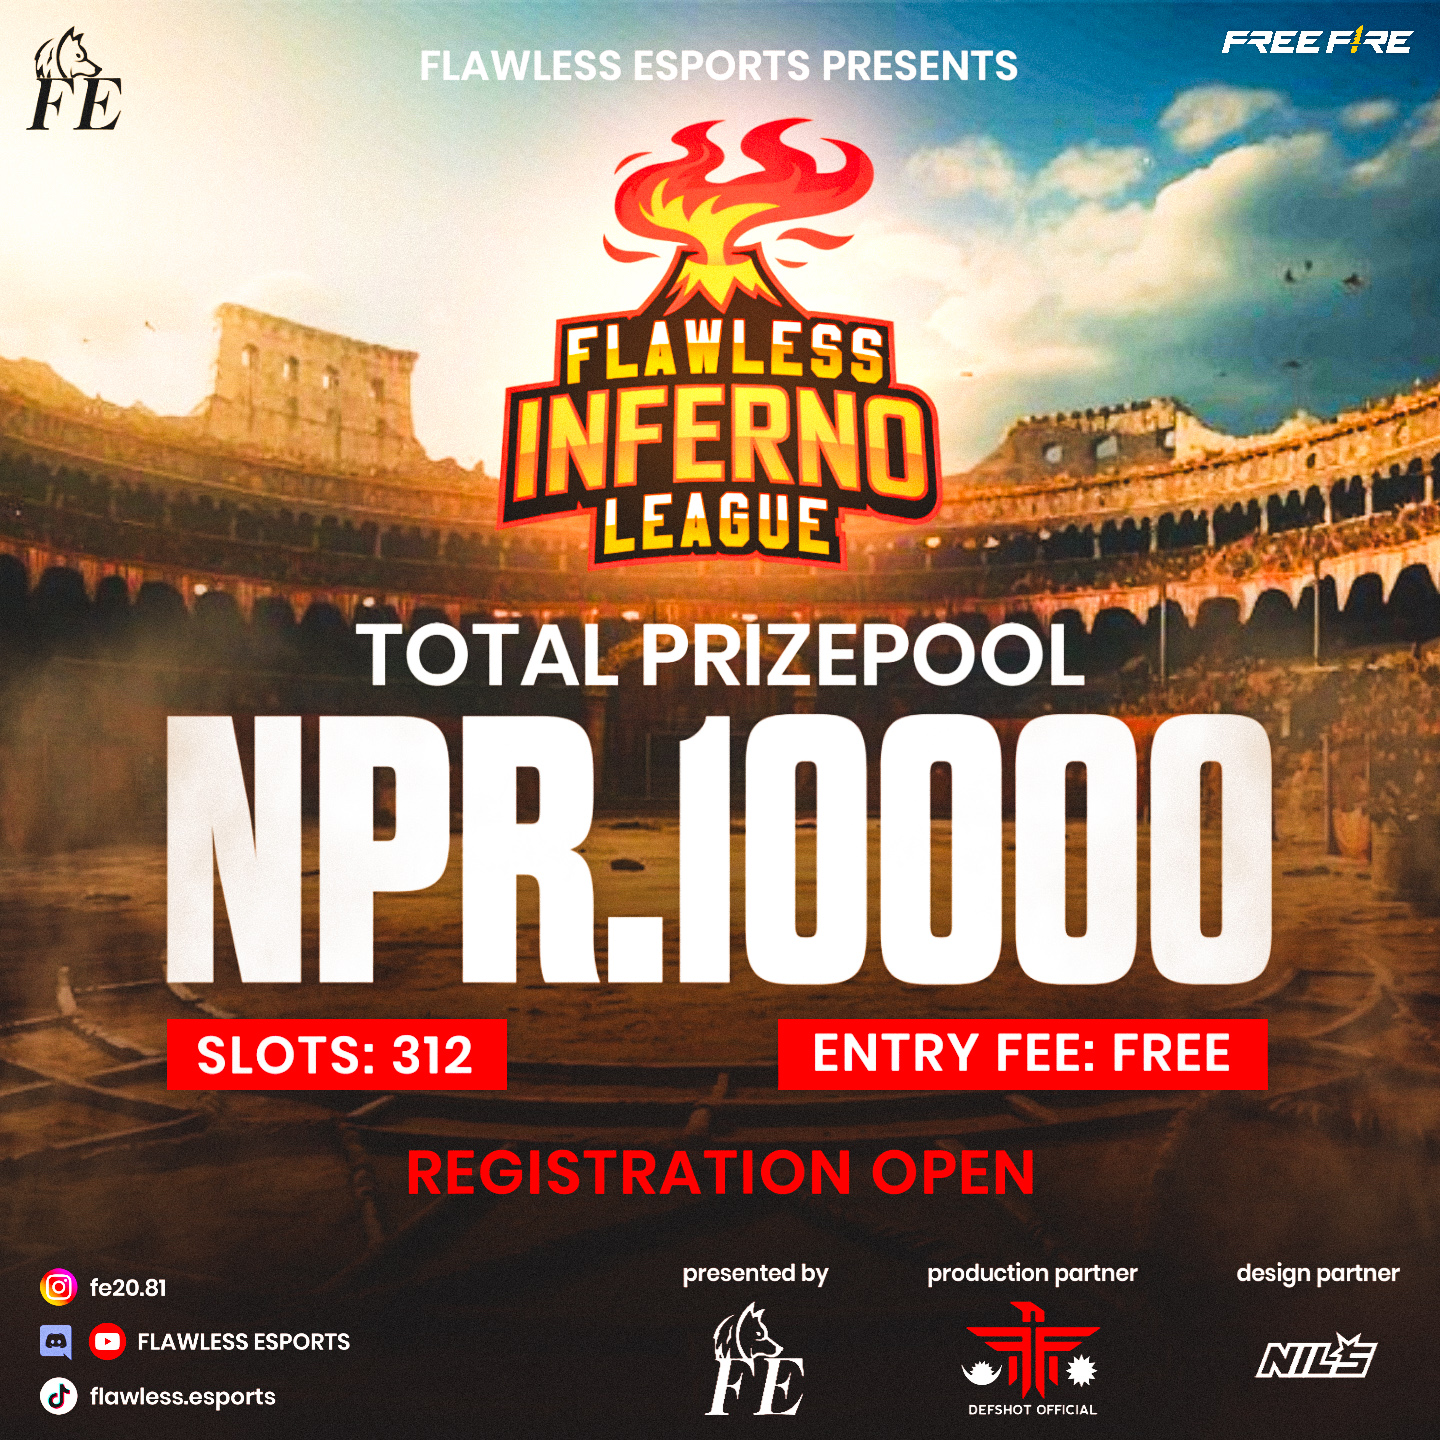 FE
FLAWLESS ESPORTS PRESENTS
FREE FIRE
FLAWLESS
INFERNO
LEAGUE
TOTAL PRIZEPOOL
NPR.10000
SLOTS: 312
ENTRY FEE: FREE
REGISTRATION OPEN
fe20.81
FLAWLESS ESPORTS
flawless.esports
presented by
FE
production partner
DEFSHOT OFFICIAL
design partner
NIL'S